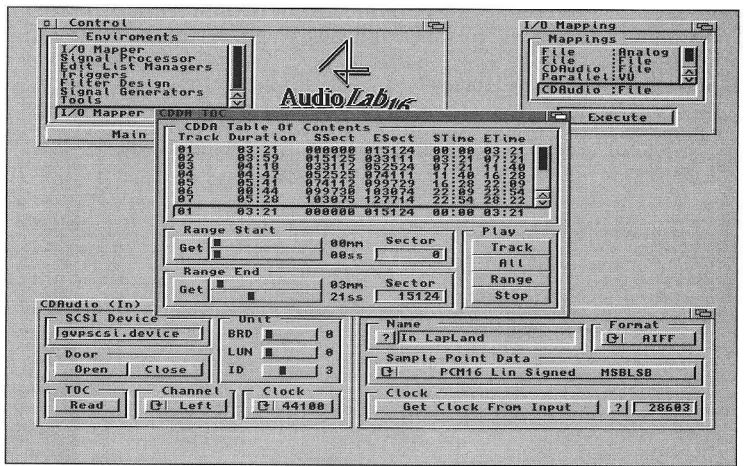 Control
Enviroments
I/O Mapper
Signal Processor
Edit List Managers
Triggers
Filter Design
Signal Generators
Tools
I/O Mapper
Main
AudioLab16
I/O Mapping
Mappings
File :Analog
File :File
CDAudio :File
Parallel:VU
CDAudio :File
Execute
CDDA TOC
CDDA Table Of Contents
Track Duration SSect ESect STime ETime
01 03:21 000000 015124 00:00 03:21
02 03:59 015125 033111 03:21 07:21
03 04:18 033112 052524 07:21 11:40
04 04:47 052525 074111 11:40 16:28
05 05:41 074112 099729 16:28 22:09
06 00:44 099730 103074 22:09 22:54
07 05:28 103075 127714 22:54 28:22
01 03:21 000000 015124 00:00 03:21
Range Start
Get 00mm Sector
00ss 0
Range End
Get 03mm Sector
21ss 15124
Play
Track
All
Range
Stop
CDAudio (In)
SCSI Device
gvpscsi.device
Door
Open Close
TOC
Read
Unit
BRD 0
LUN 0
ID 3
Channel
Left
Clock
44100
Name
? In LapLand
Format
AIFF
Sample Point Data
PCM16 Lin Signed MSBLSB
Clock
Get Clock From Input ? 28603